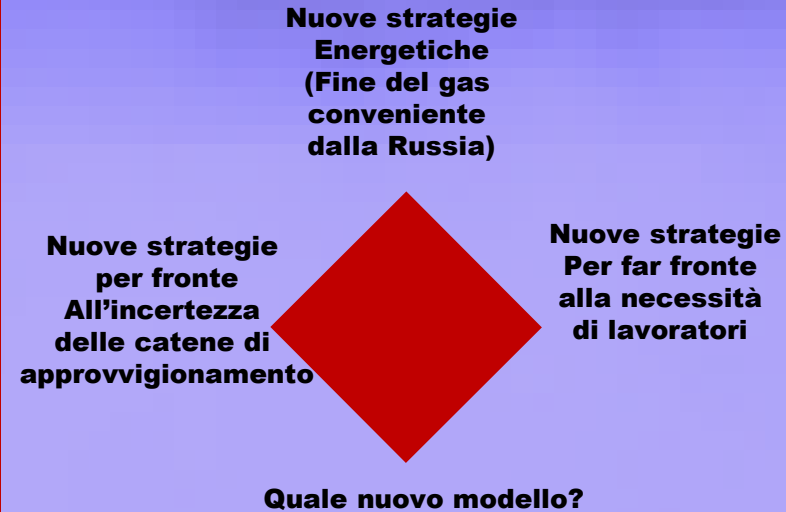 Nuove strategie
Energetiche
(Fine del gas
conveniente
dalla Russia)
Nuove strategie
per fronte
All'incertezza
delle catene di
approvvigionamento
Nuove strategie
Per far fronte
alla necessità
di lavoratori
Quale nuovo modello?